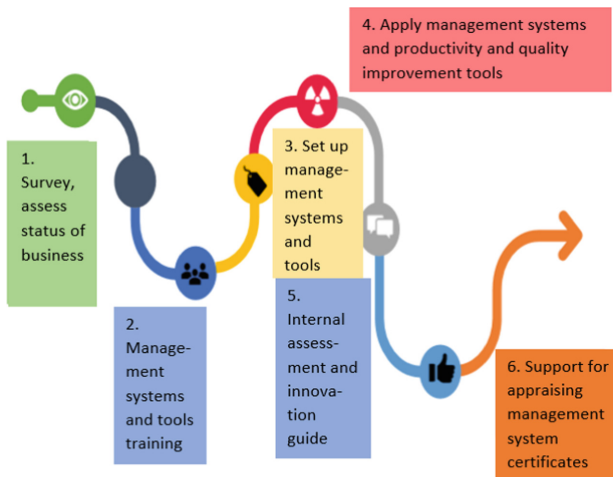 1.
Survey,
assess
status of
business
2.
Manage-
ment
systems
and tools
training
3. Set up
manage-
ment
systems
and
tools
4. Apply management systems
and productivity and quality
improvement tools
5.
Internal
assess-
ment and
innova-
tion
guide
6. Support for
appraising
management
system
certificates